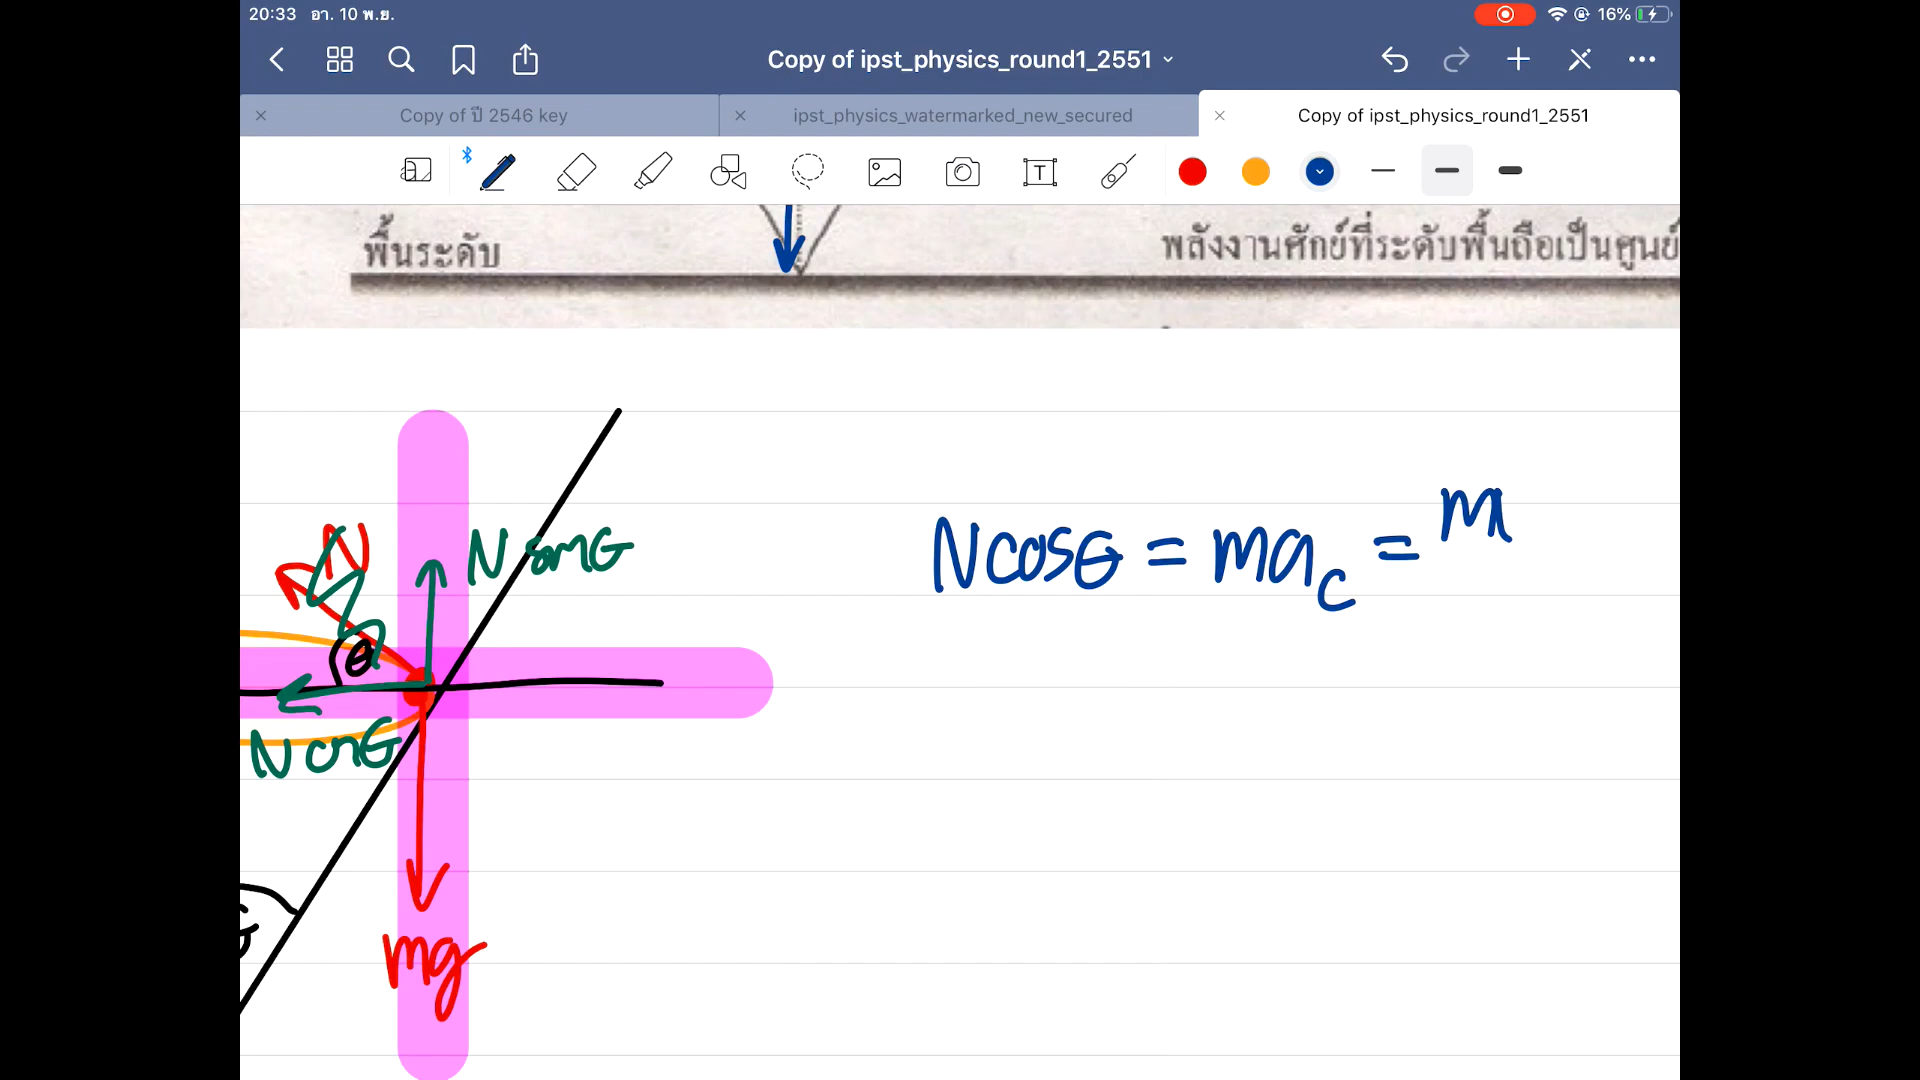 20:33 อา. 10 พ.ย.
16%
Copy of ipst_physics_round1_2551
Copy of ปี 2546 key
ipst_physics_watermarked_new_secured
Copy of ipst_physics_round1_2551
T
พื้นระดับ
พลังงานศักย์ที่ระดับพื้นถือเป็นศูนย์
N
N sinθ
Ncosθ = ma_c = m
θ
N cosθ
θ
mg